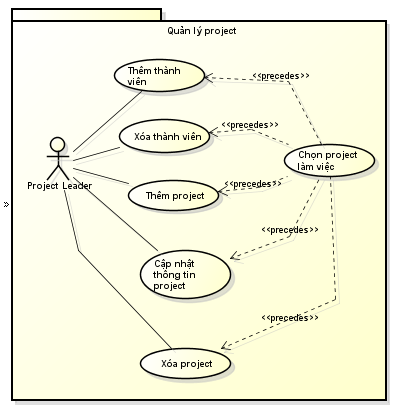 Quản lý project
Thêm thành
viên
<<precedes>>
Xóa thành viên
<<precedes>>
Chọn project
làm việc
Project Leader
Thêm project
<<precedes>>
Cập nhật
thông tin
project
<<precedes>>
<<precedes>>
Xóa project
»